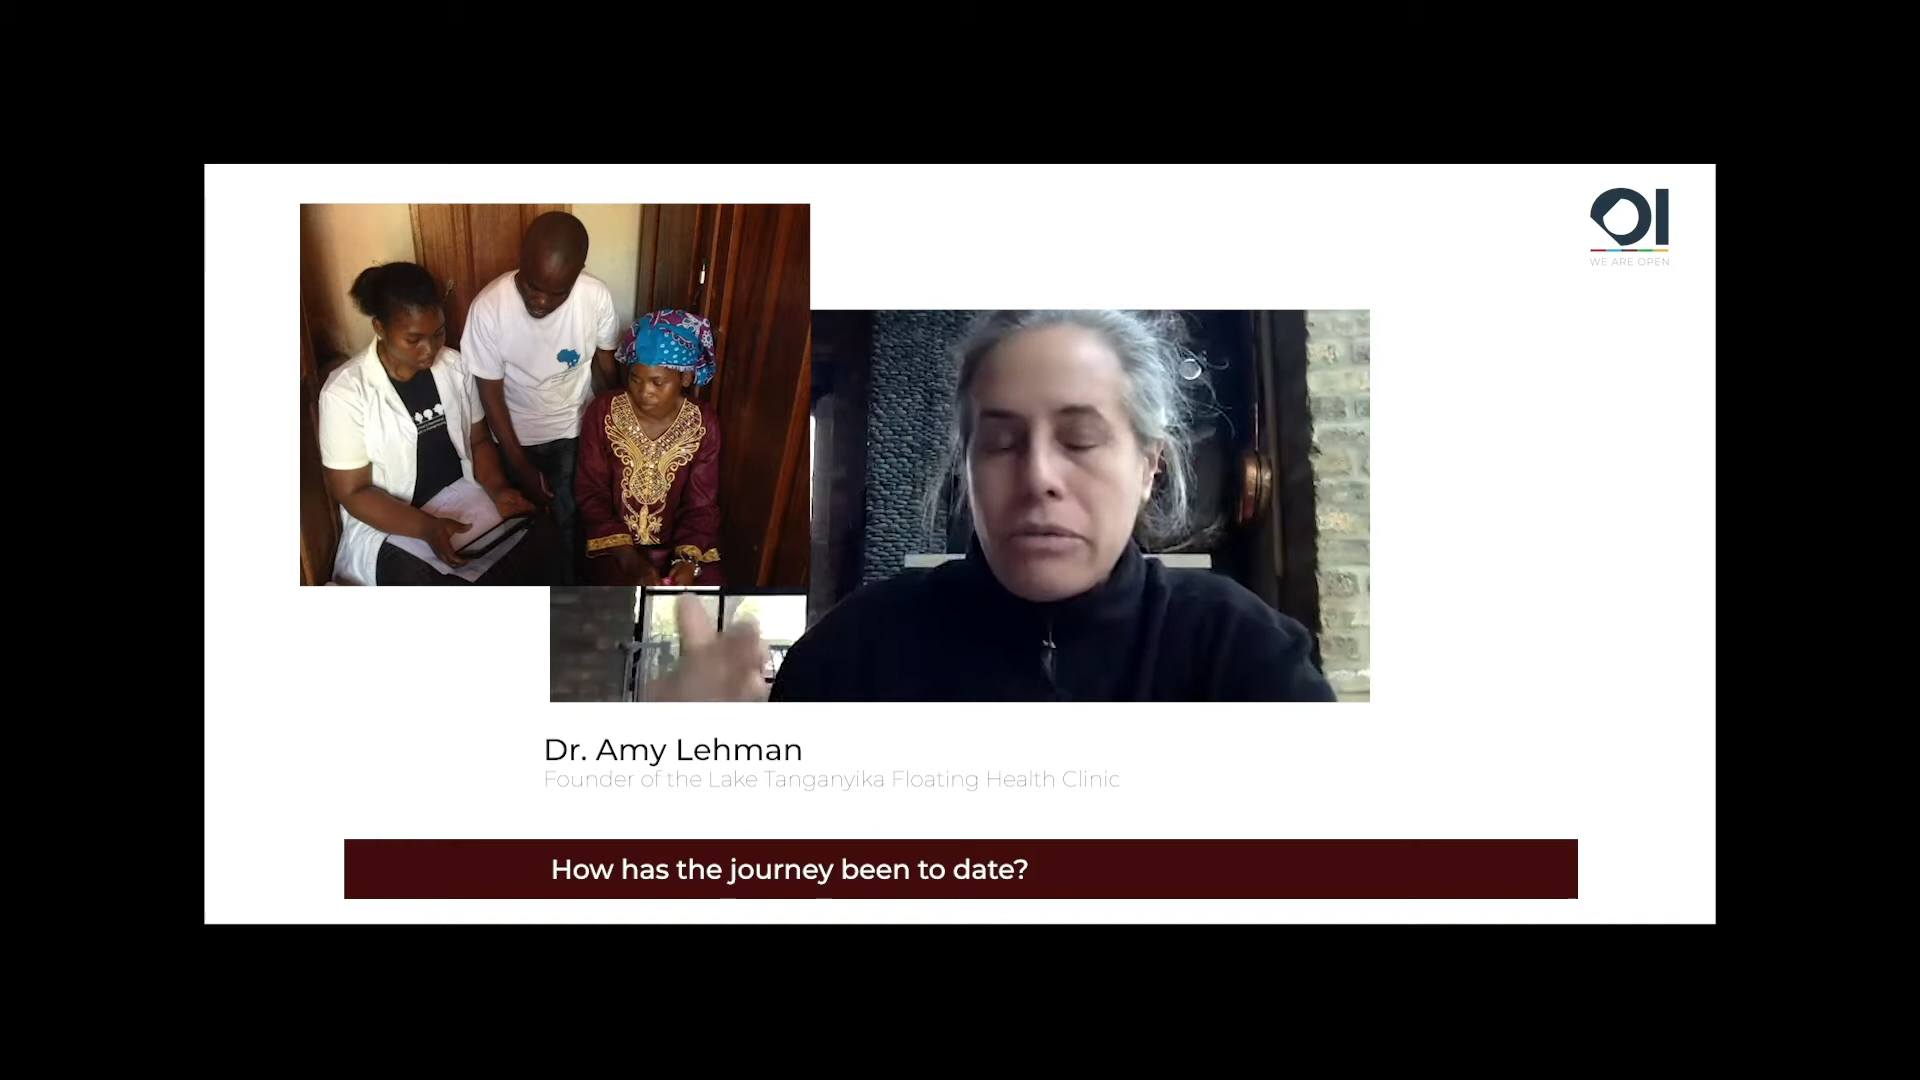 OI
WE ARE OPEN
Dr. Amy Lehman
Founder of the Lake Tanganyika Floating Health Clinic
How has the journey been to date?